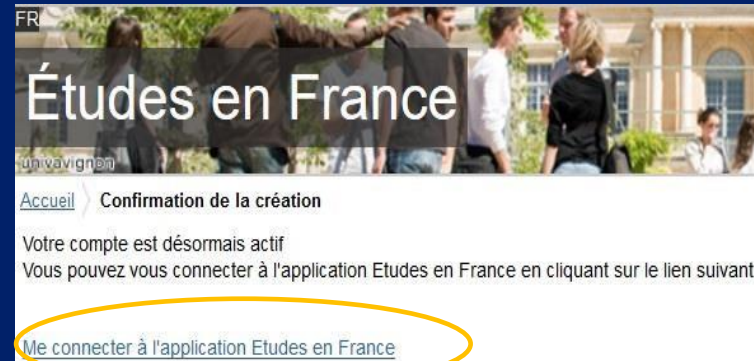 FR
Études en France
univavignon
Accueil Confirmation de la création
Votre compte est désormais actif
Vous pouvez vous connecter à l'application Etudes en France en cliquant sur le lien suivant
Me connecter à l'application Etudes en France